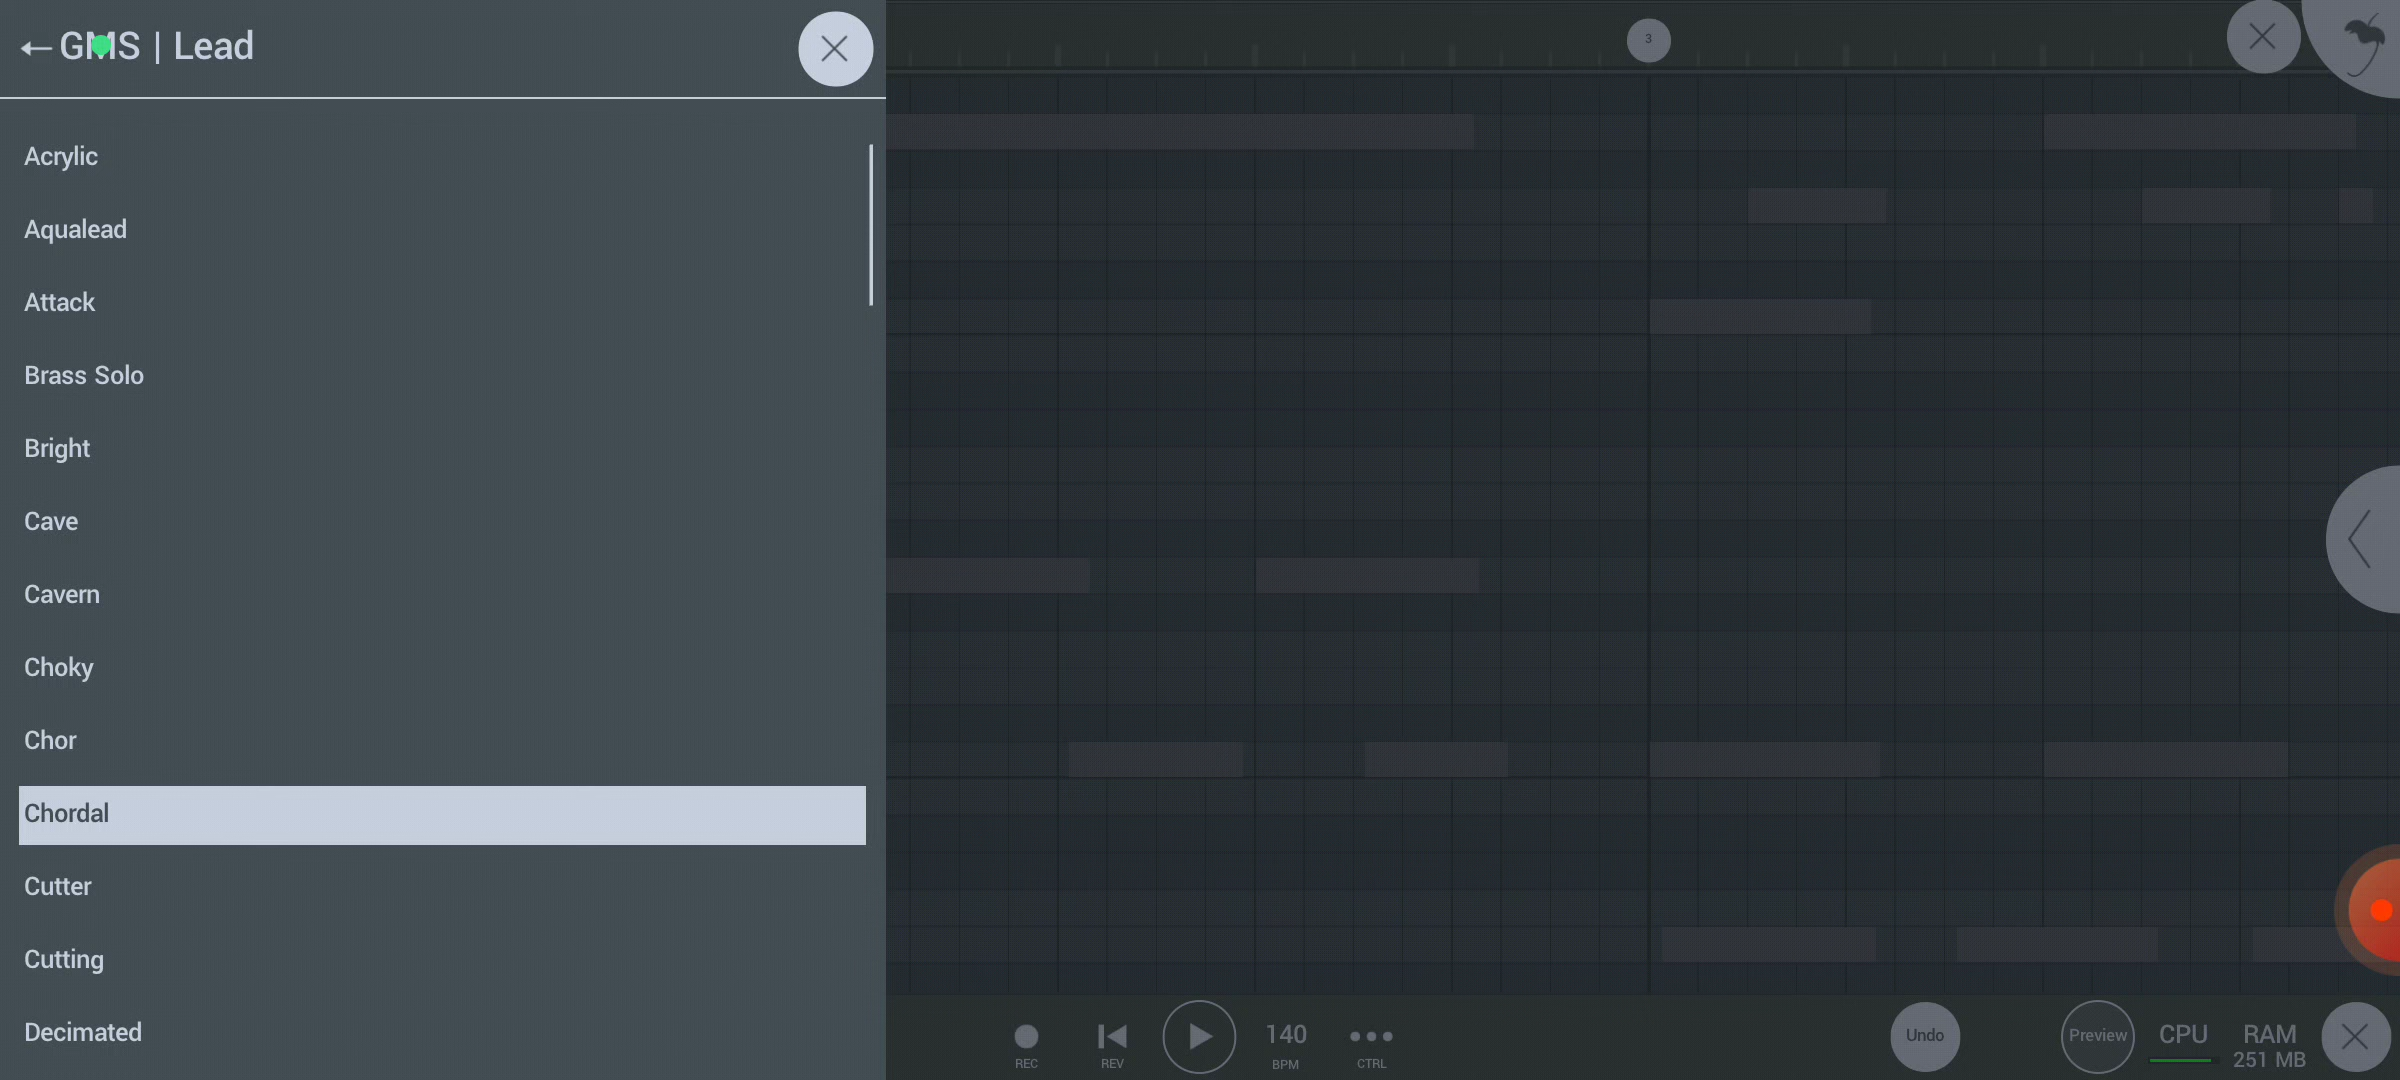 GMS | Lead
3
Acrylic
Aqualead
Attack
Brass Solo
Bright
Cave
Cavern
Choky
Chor
Chordal
Cutter
Cutting
Decimated
REC
REV
140
BPM
CTRL
Undo
Preview
CPU
RAM
251 MB